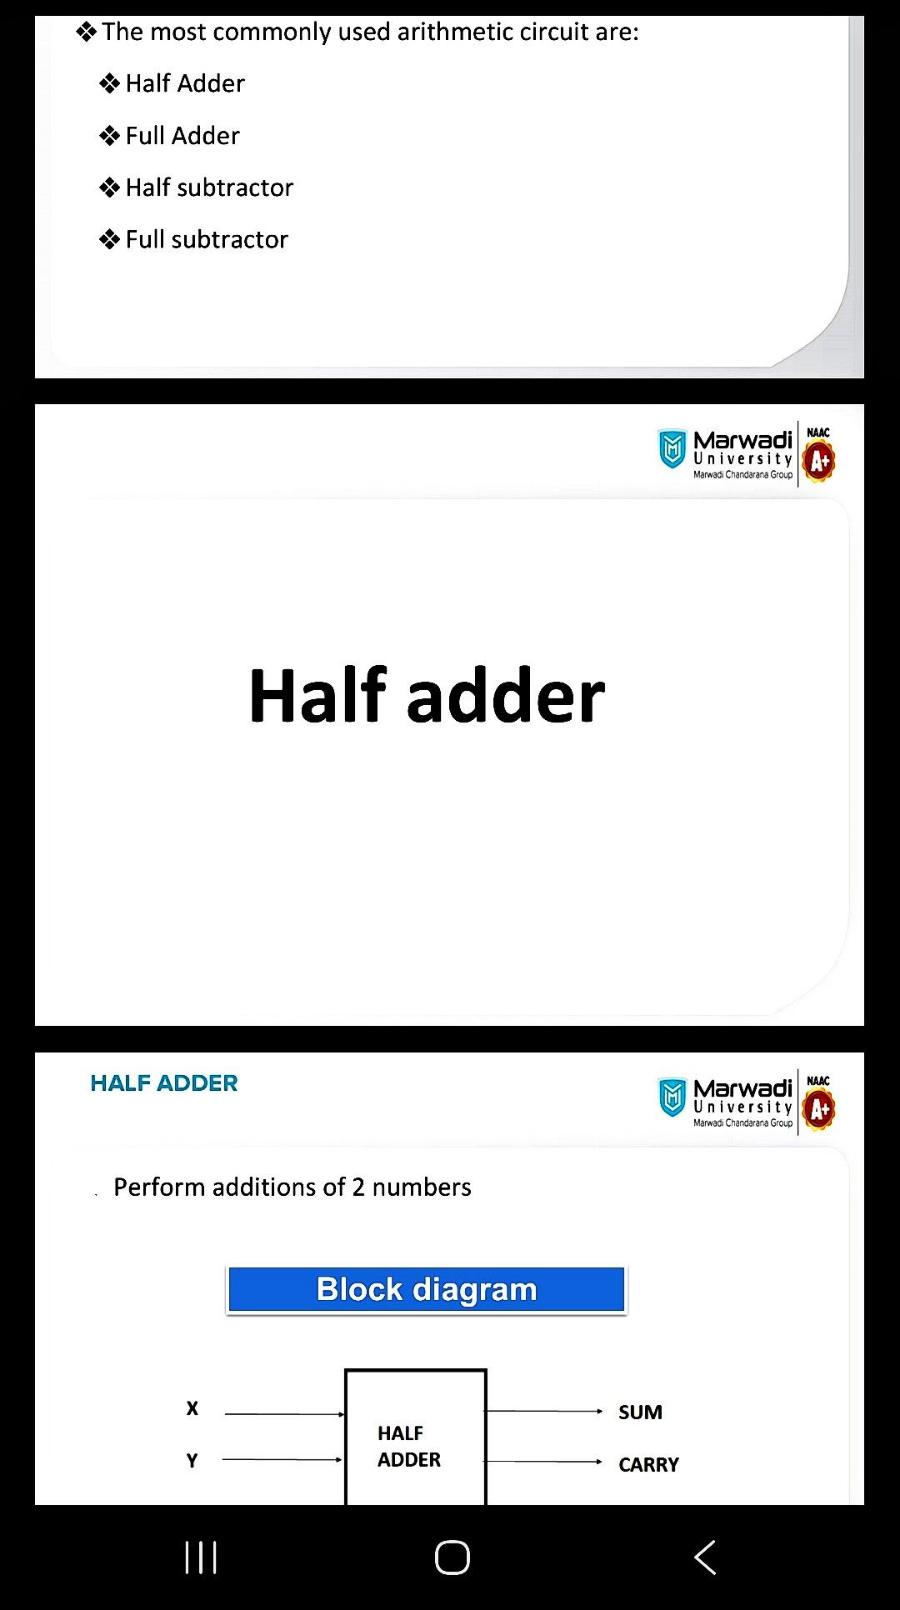 ❖ The most commonly used arithmetic circuit are:
❖ Half Adder
❖ Full Adder
❖ Half subtractor
❖ Full subtractor
Marwadi
University
Marwadi Chandarana Group
NAAC
A+
Half adder
HALF ADDER
Marwadi
University
Marwadi Chandarana Group
NAAC
A+
. Perform additions of 2 numbers
Block diagram
X
Y
HALF
ADDER
SUM
CARRY